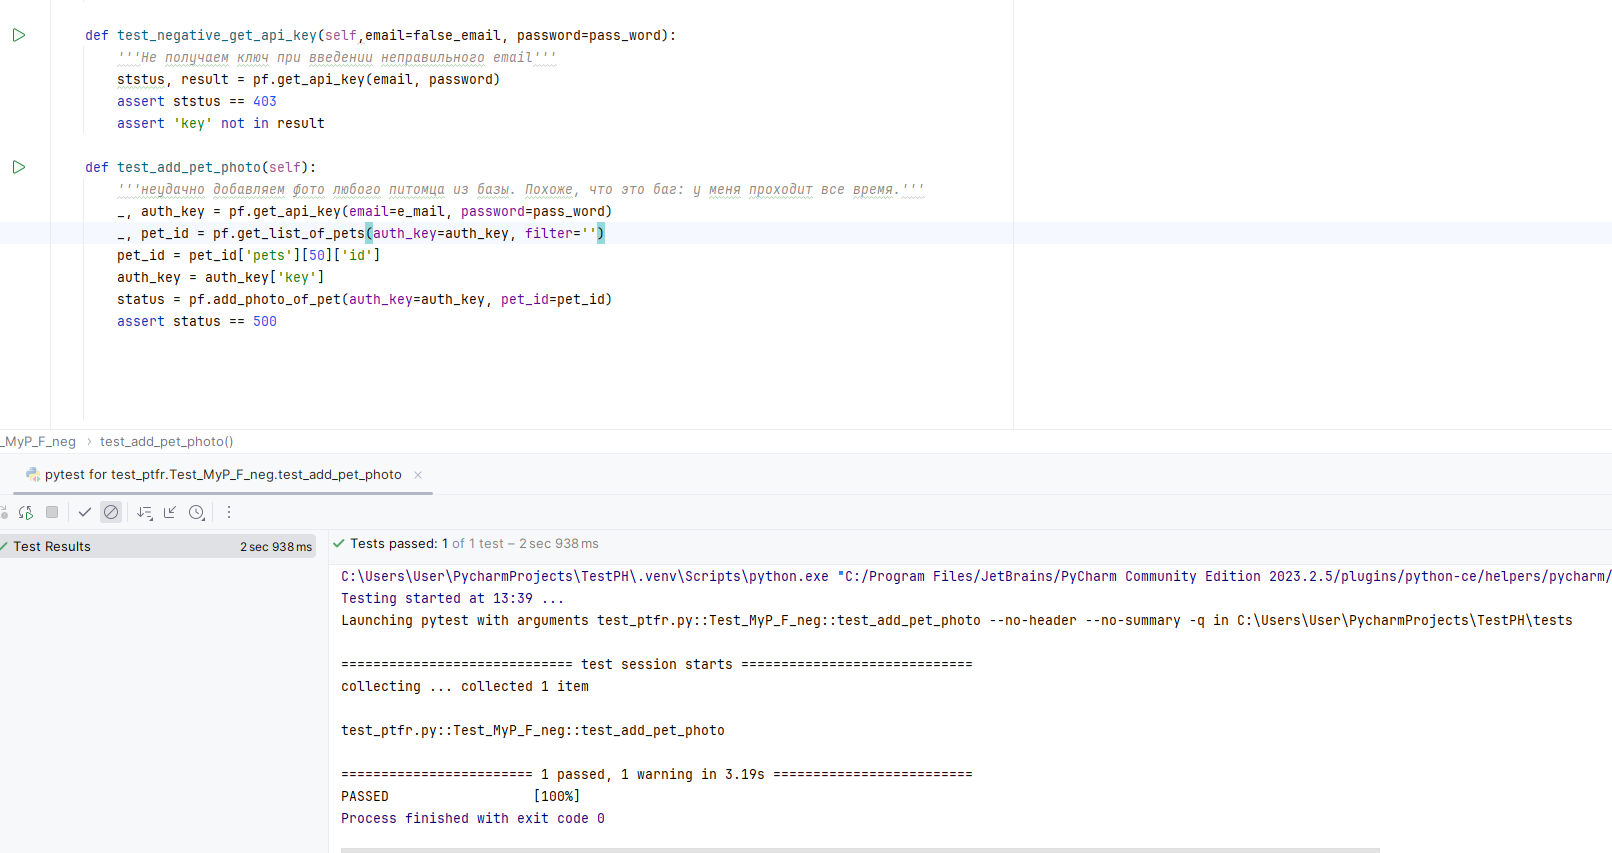 def test_negative_get_api_key(self,email=false_email, password=pass_word):
'''Не получаем ключ при введении неправильного email'''
ststus, result = pf.get_api_key(email, password)
assert ststus == 403
assert 'key' not in result
def test_add_pet_photo(self):
'''неудачно добавляем фото любого питомца из базы. Похоже, что это баг: у меня проходит все время.'''
_, auth_key = pf.get_api_key(email=e_mail, password=pass_word)
_, pet_id = pf.get_list_of_pets(auth_key=auth_key, filter='')
pet_id = pet_id['pets'][50]['id']
auth_key = auth_key['key']
status = pf.add_photo_of_pet(auth_key=auth_key, pet_id=pet_id)
assert status == 500
_MyP_F_neg › test_add_pet_photo()
pytest for test_ptfr.Test_MyP_F_neg.test_add_pet_photo ×
Test Results 2 sec 938 ms
Tests passed: 1 of 1 test – 2 sec 938 ms
C:\Users\User\PycharmProjects\TestPH\.venv\Scripts\python.exe "C:/Program Files/JetBrains/PyCharm Community Edition 2023.2.5/plugins/python-ce/helpers/pycharm/
Testing started at 13:39 ...
Launching pytest with arguments test_ptfr.py::Test_MyP_F_neg::test_add_pet_photo --no-header --no-summary -q in C:\Users\User\PycharmProjects\TestPH\tests
============================= test session starts =============================
collecting ... collected 1 item
test_ptfr.py::Test_MyP_F_neg::test_add_pet_photo
======================== 1 passed, 1 warning in 3.19s =========================
PASSED [100%]
Process finished with exit code 0